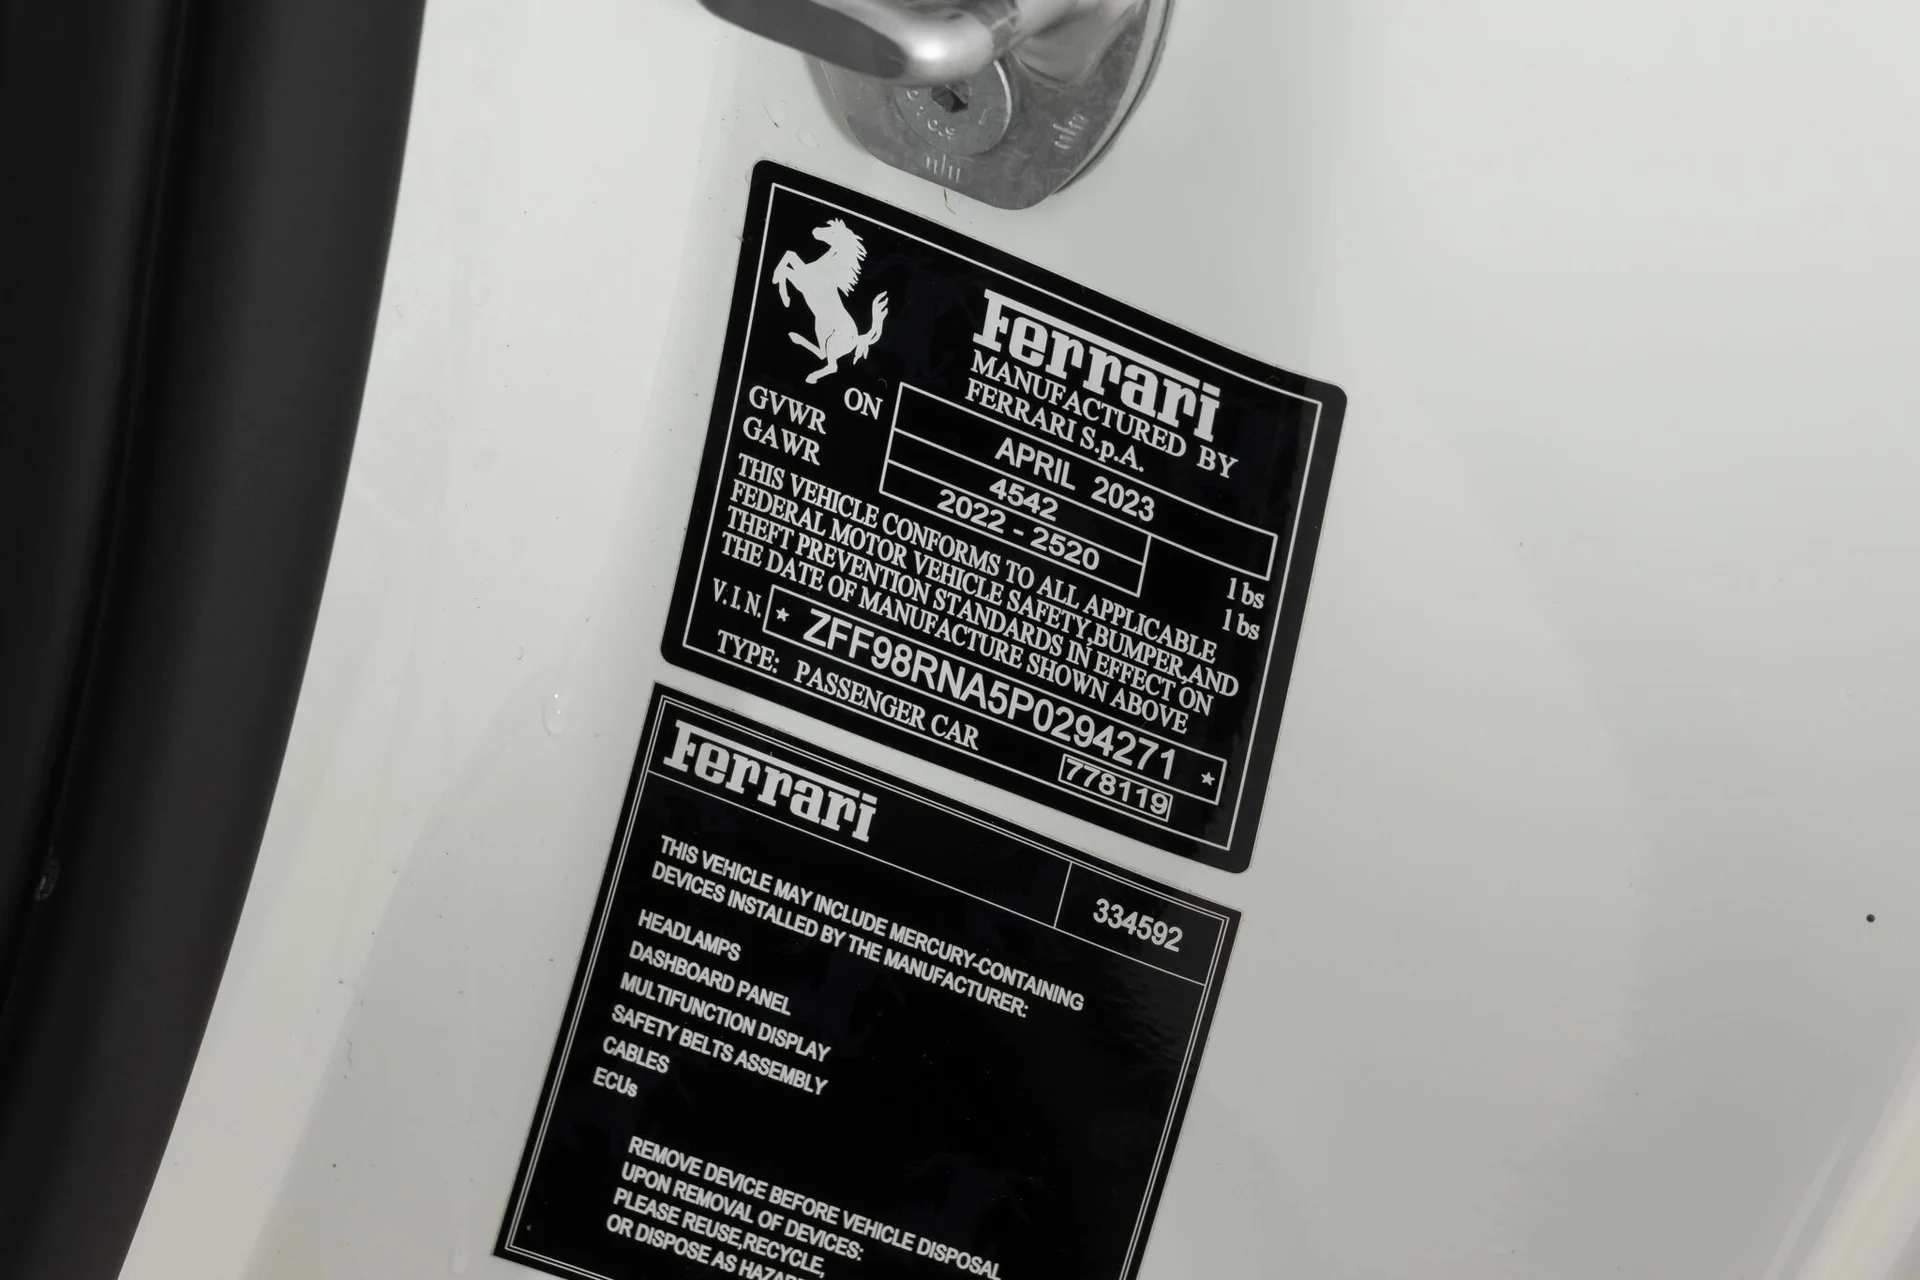 Ferrari
MANUFACTURED BY
FERRARI S.p.A.
ON APRIL 2023
GVWR 4542 lbs
GAWR 2022 - 2520 lbs
THIS VEHICLE CONFORMS TO ALL APPLICABLE
FEDERAL MOTOR VEHICLE SAFETY,BUMPER,AND
THEFT PREVENTION STANDARDS IN EFFECT ON
THE DATE OF MANUFACTURE SHOWN ABOVE
V.I.N. * ZFF98RNA5P0294271 *
TYPE: PASSENGER CAR 778119
Ferrari
334592
THIS VEHICLE MAY INCLUDE MERCURY-CONTAINING
DEVICES INSTALLED BY THE MANUFACTURER:
HEADLAMPS
DASHBOARD PANEL
MULTIFUNCTION DISPLAY
SAFETY BELTS ASSEMBLY
CABLES
ECUs
REMOVE DEVICE BEFORE VEHICLE DISPOSAL
UPON REMOVAL OF DEVICES:
PLEASE REUSE,RECYCLE,
OR DISPOSE AS